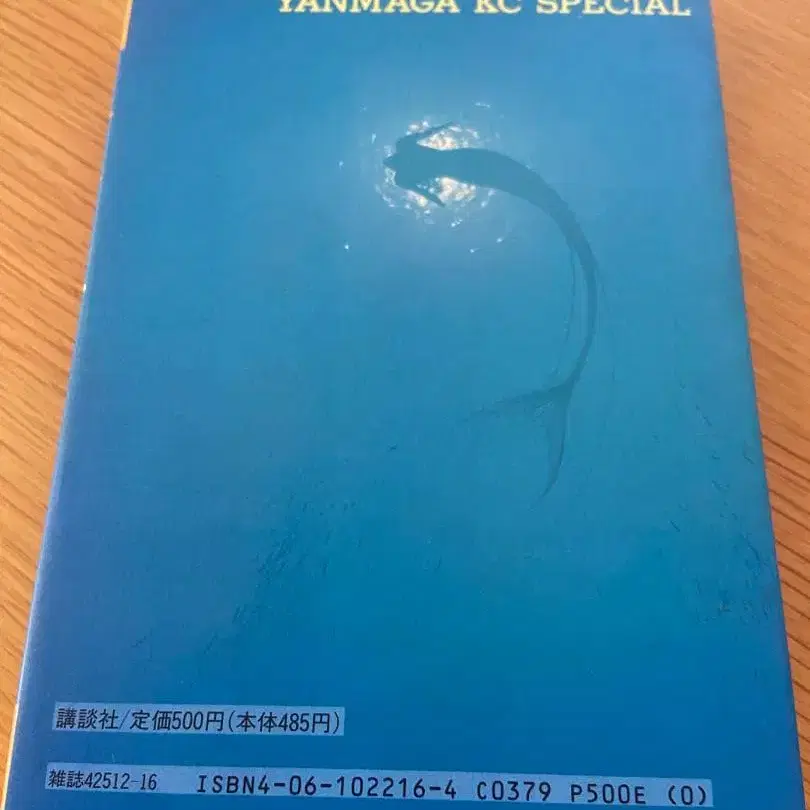 YANMAGA KC SPECIAL
講談社/定価500円(本体485円)
雑誌42512-16 ISBN4-06-102216-4 C0379 P500E (0)